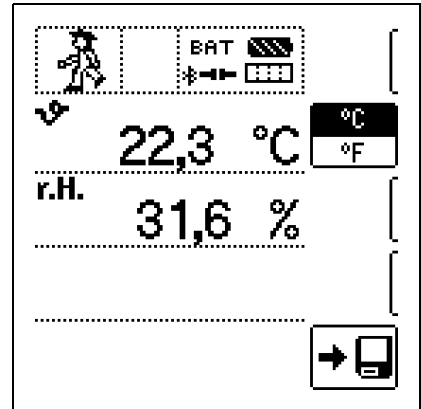 BAT
ϑ
22,3 °C
°C
°F
r.H.
31,6 %